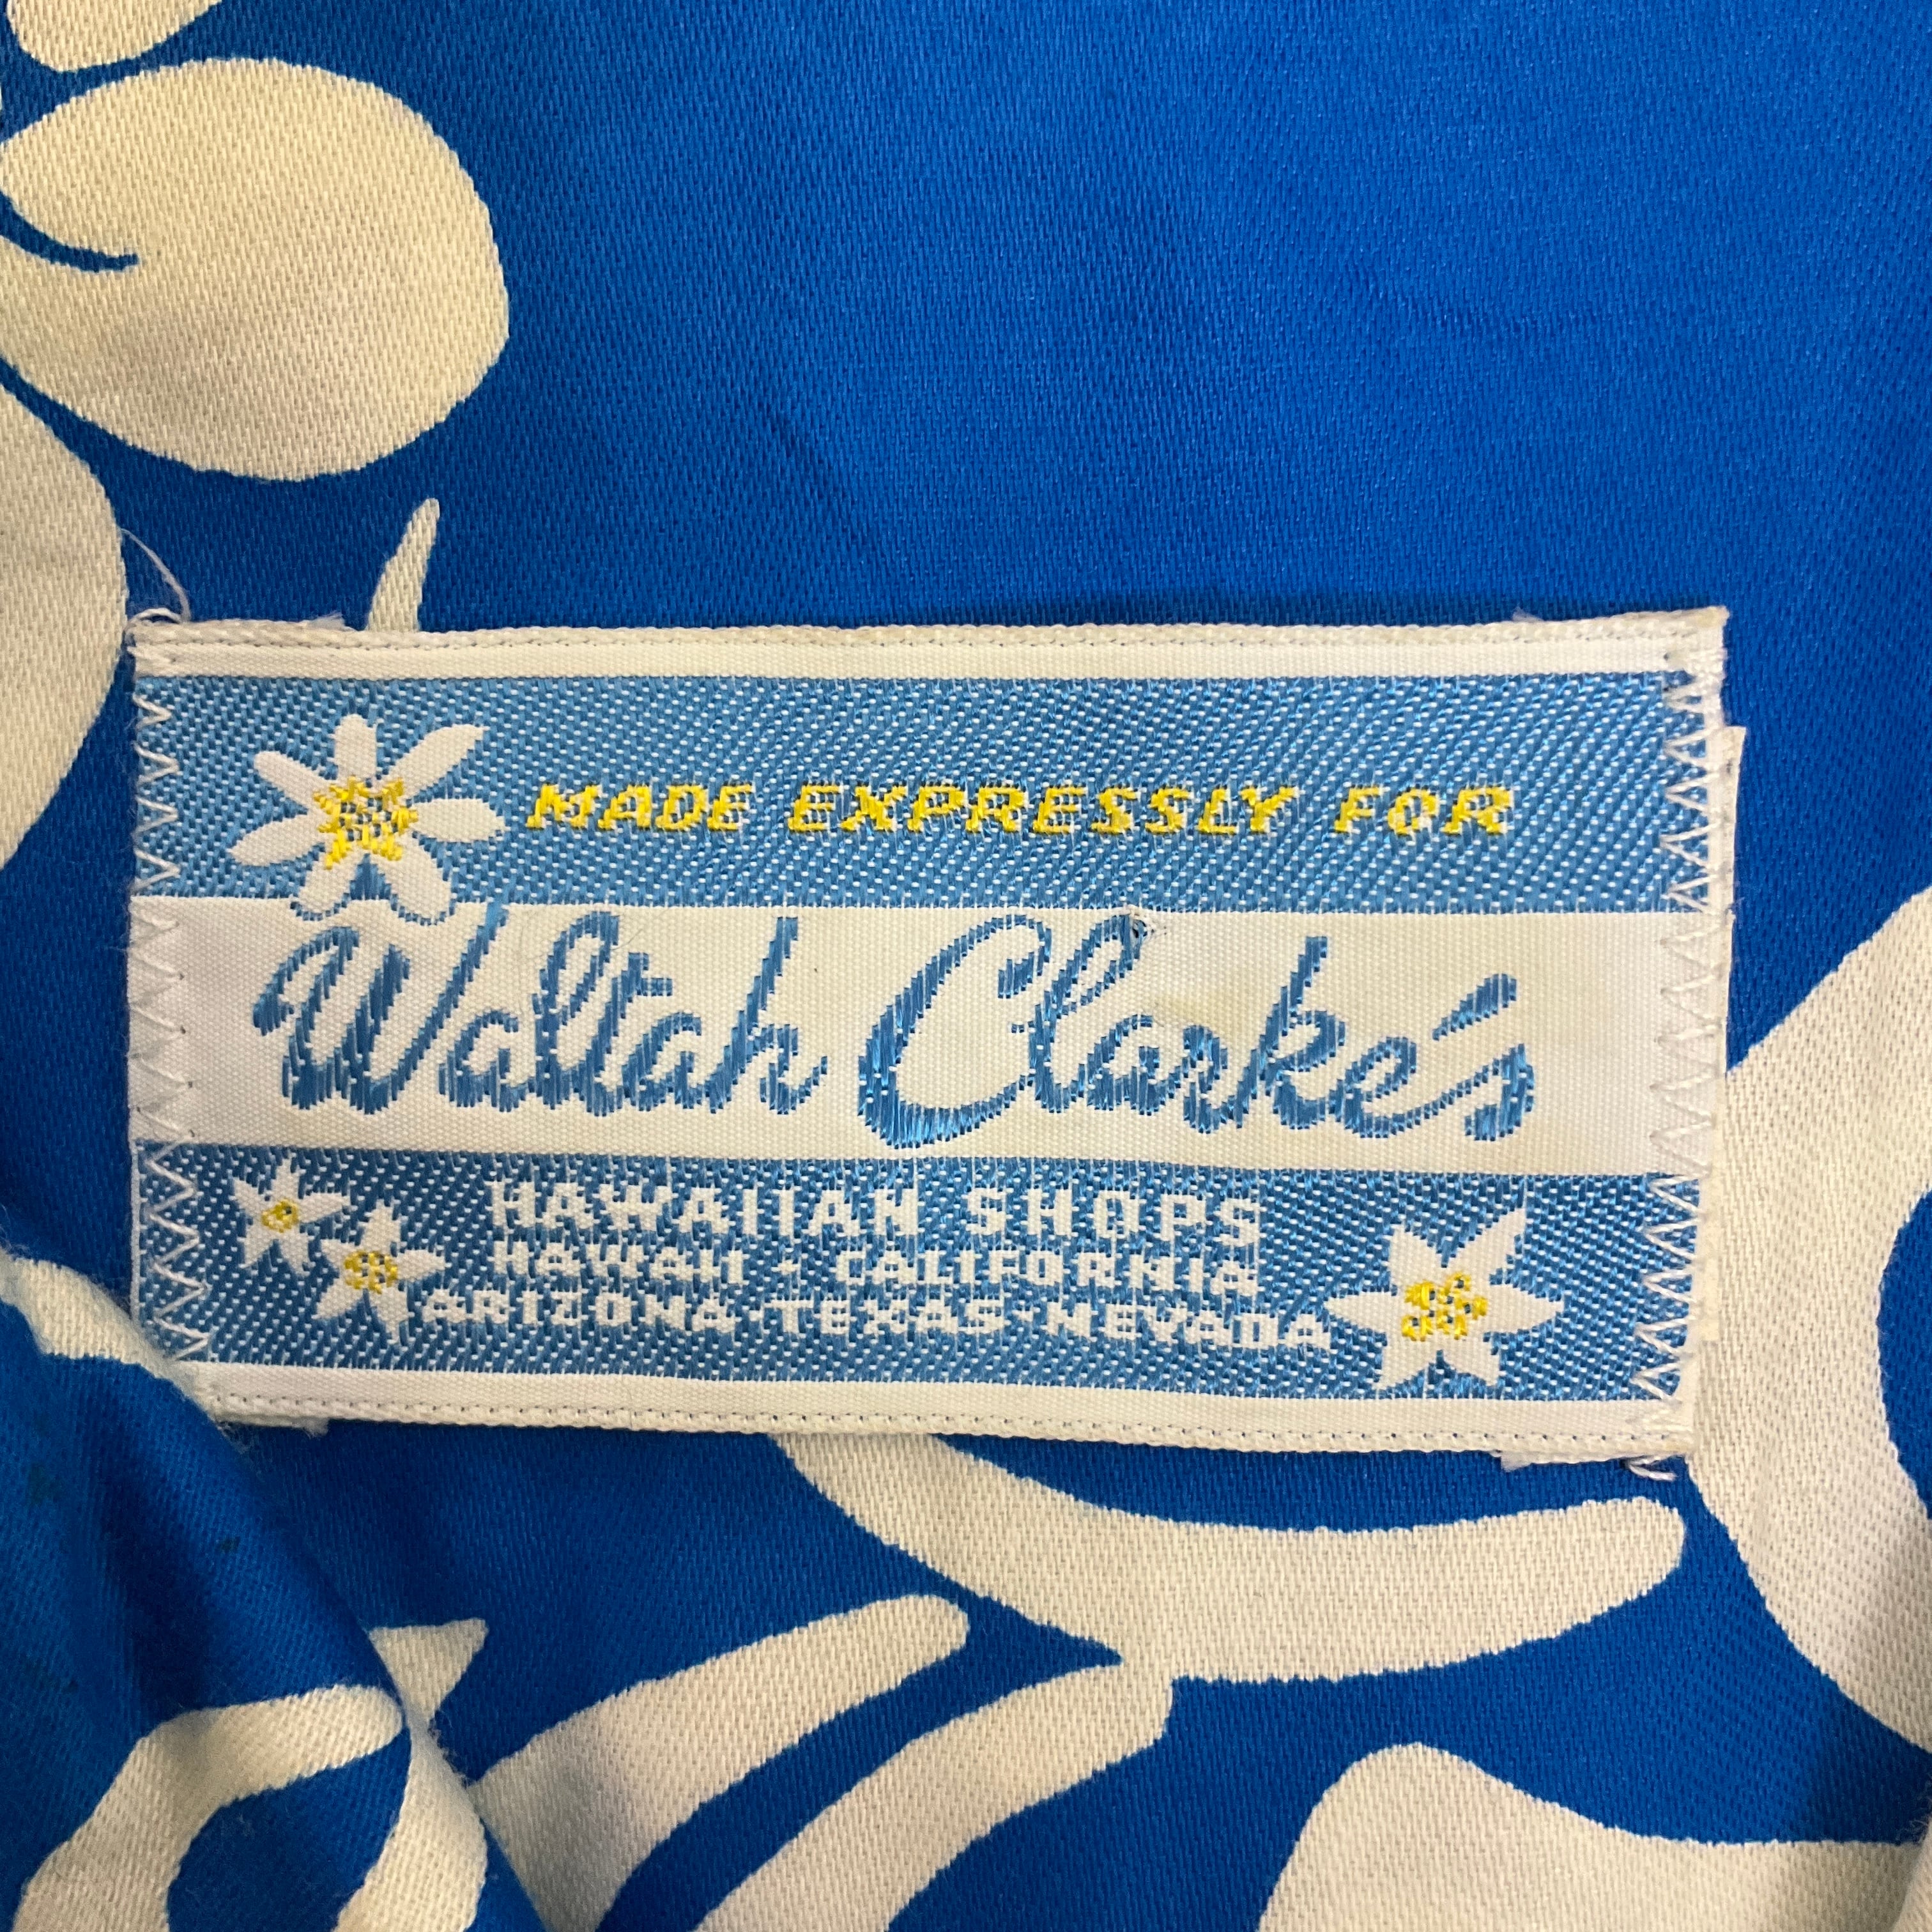 MADE EXPRESSLY FOR
Waltah Clarke's
HAWAIIAN SHOPS
HAWAII - CALIFORNIA
ARIZONA-TEXAS-NEVADA